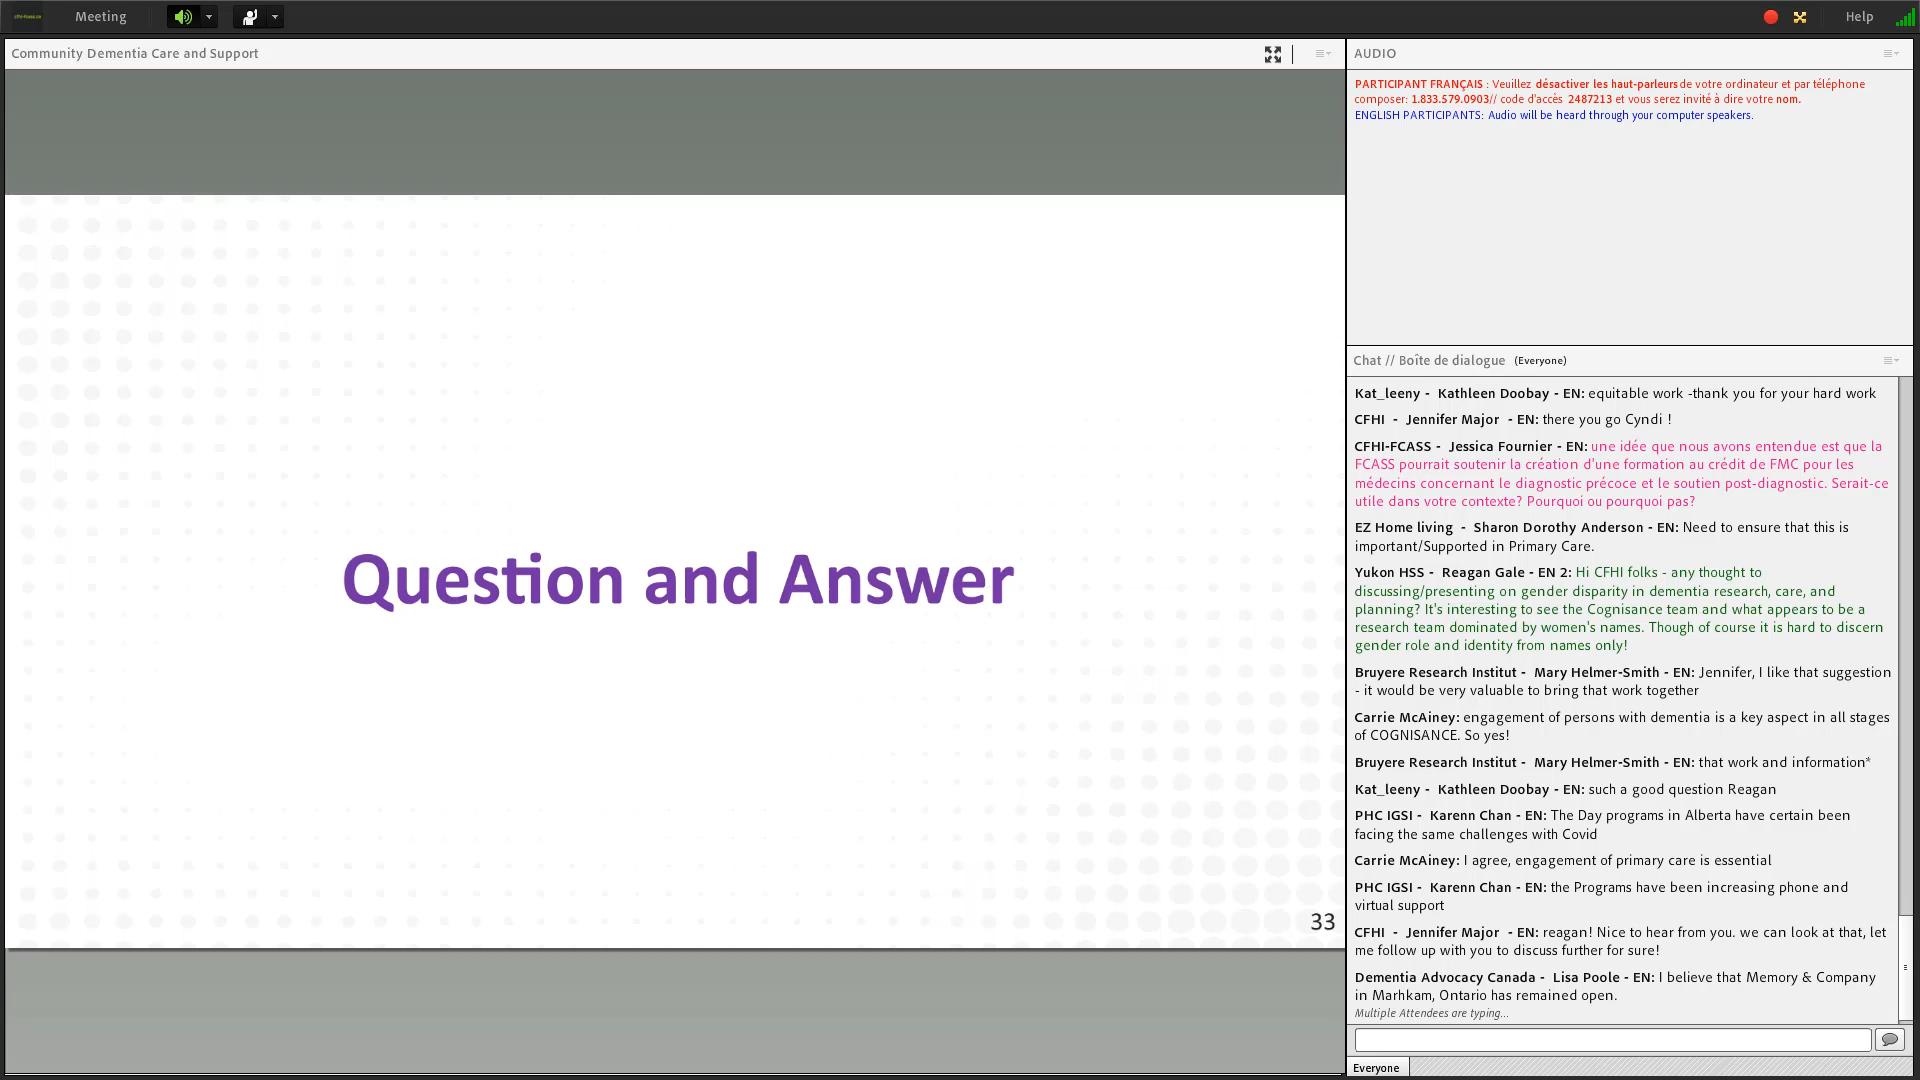 Meeting
Help
Community Dementia Care and Support
Question and Answer
33
AUDIO
PARTICIPANT FRANÇAIS : Veuillez désactiver les haut-parleurs de votre ordinateur et par téléphone
composer: 1.833.579.0903// code d'accès 2487213 et vous serez invité à dire votre nom.
ENGLISH PARTICIPANTS: Audio will be heard through your computer speakers.
Chat // Boîte de dialogue (Everyone)
Kat_leeny - Kathleen Doobay - EN: equitable work -thank you for your hard work
CFHI - Jennifer Major - EN: there you go Cyndi !
CFHI-FCASS - Jessica Fournier - EN: une idée que nous avons entendue est que la
FCASS pourrait soutenir la création d'une formation au crédit de FMC pour les
médecins concernant le diagnostic précoce et le soutien post-diagnostic. Serait-ce
utile dans votre contexte? Pourquoi ou pourquoi pas?
EZ Home living - Sharon Dorothy Anderson - EN: Need to ensure that this is
important/Supported in Primary Care.
Yukon HSS - Reagan Gale - EN 2: Hi CFHI folks - any thought to
discussing/presenting on gender disparity in dementia research, care, and
planning? It's interesting to see the Cognisance team and what appears to be a
research team dominated by women's names. Though of course it is hard to discern
gender role and identity from names only!
Bruyere Research Institut - Mary Helmer-Smith - EN: Jennifer, I like that suggestion
- it would be very valuable to bring that work together
Carrie McAiney: engagement of persons with dementia is a key aspect in all stages
of COGNISANCE. So yes!
Bruyere Research Institut - Mary Helmer-Smith - EN: that work and information*
Kat_leeny - Kathleen Doobay - EN: such a good question Reagan
PHC IGSI - Karenn Chan - EN: The Day programs in Alberta have certain been
facing the same challenges with Covid
Carrie McAiney: I agree, engagement of primary care is essential
PHC IGSI - Karenn Chan - EN: the Programs have been increasing phone and
virtual support
CFHI - Jennifer Major - EN: reagan! Nice to hear from you. we can look at that, let
me follow up with you to discuss further for sure!
Dementia Advocacy Canada - Lisa Poole - EN: I believe that Memory & Company
in Marhkam, Ontario has remained open.
Multiple Attendees are typing...
Everyone